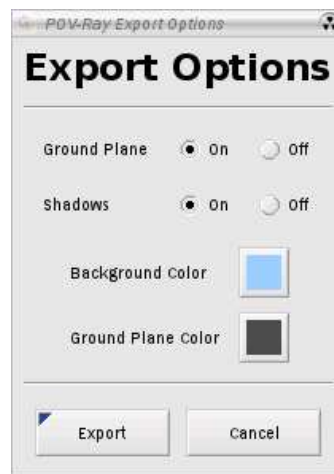 POV-Ray Export Options
Export Options
Ground Plane On Off
Shadows On Off
Background Color
Ground Plane Color
Export Cancel